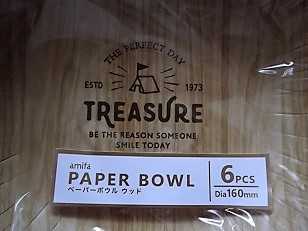 THE PERFECT DAY
ESTD 1973
TREASURE
BE THE REASON SOMEONE
SMILE TODAY
amifa
PAPER BOWL
ペーパーボウル ウッド
6PCS
Dia160mm